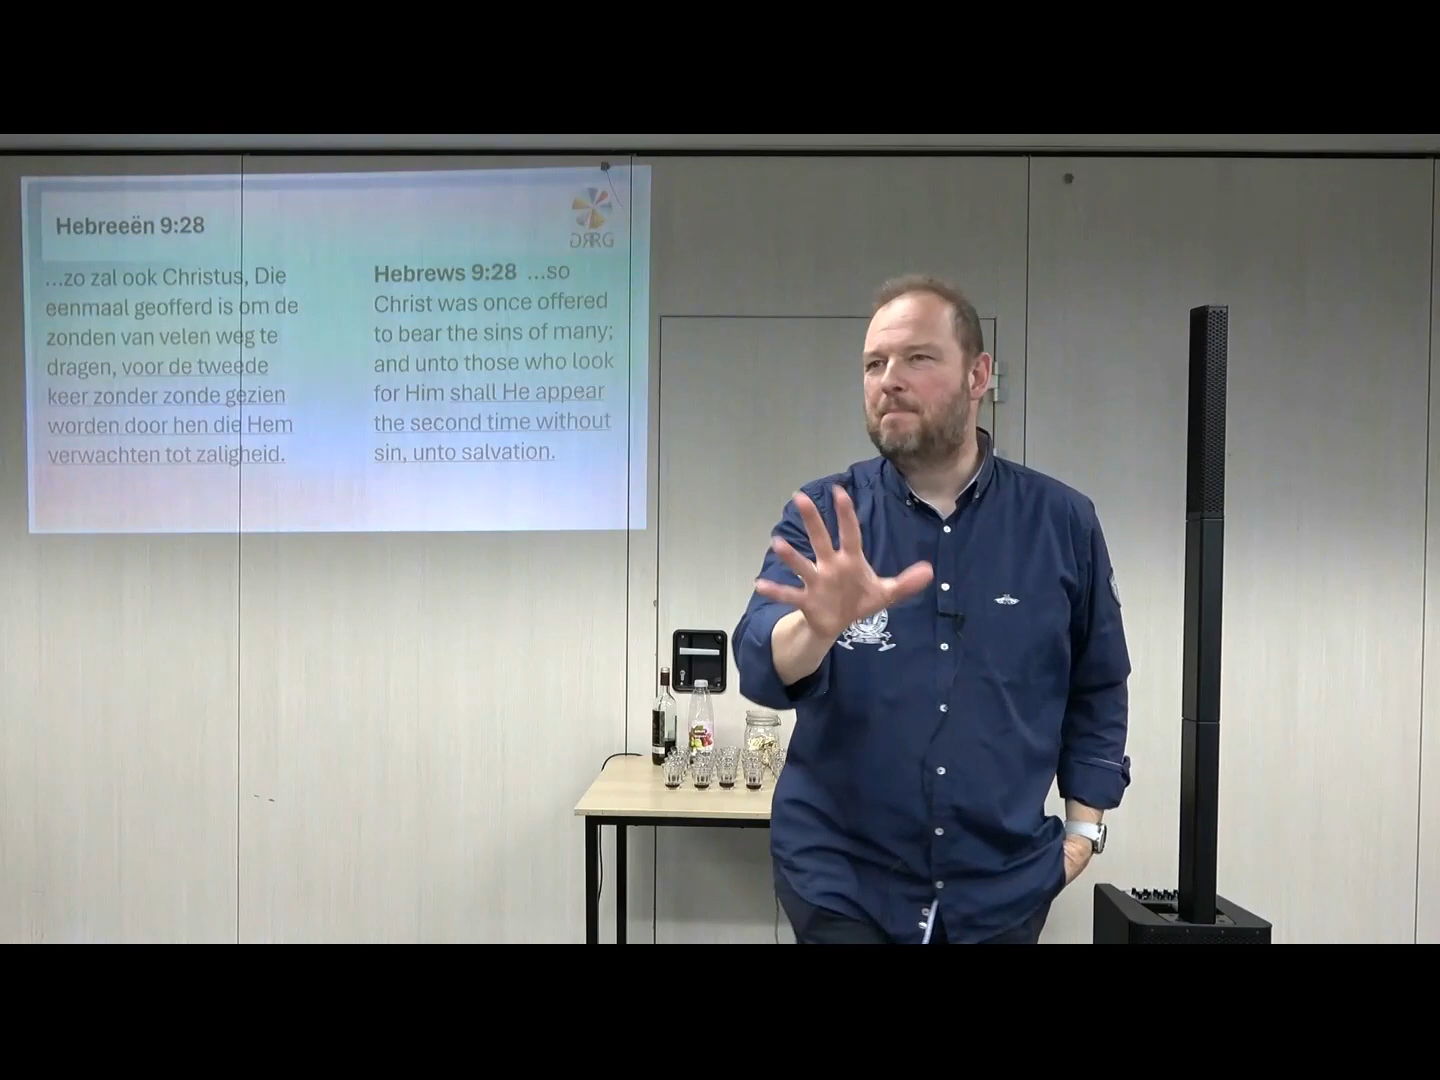 Hebreeën 9:28
...zo zal ook Christus, Die
eenmaal geofferd is om de
zonden van velen weg te
dragen, voor de tweede
keer zonder zonde gezien
worden door hen die Hem
verwachten tot zaligheid.
GRRG
Hebrews 9:28 ...so
Christ was once offered
to bear the sins of many;
and unto those who look
for Him shall He appear
the second time without
sin, unto salvation.